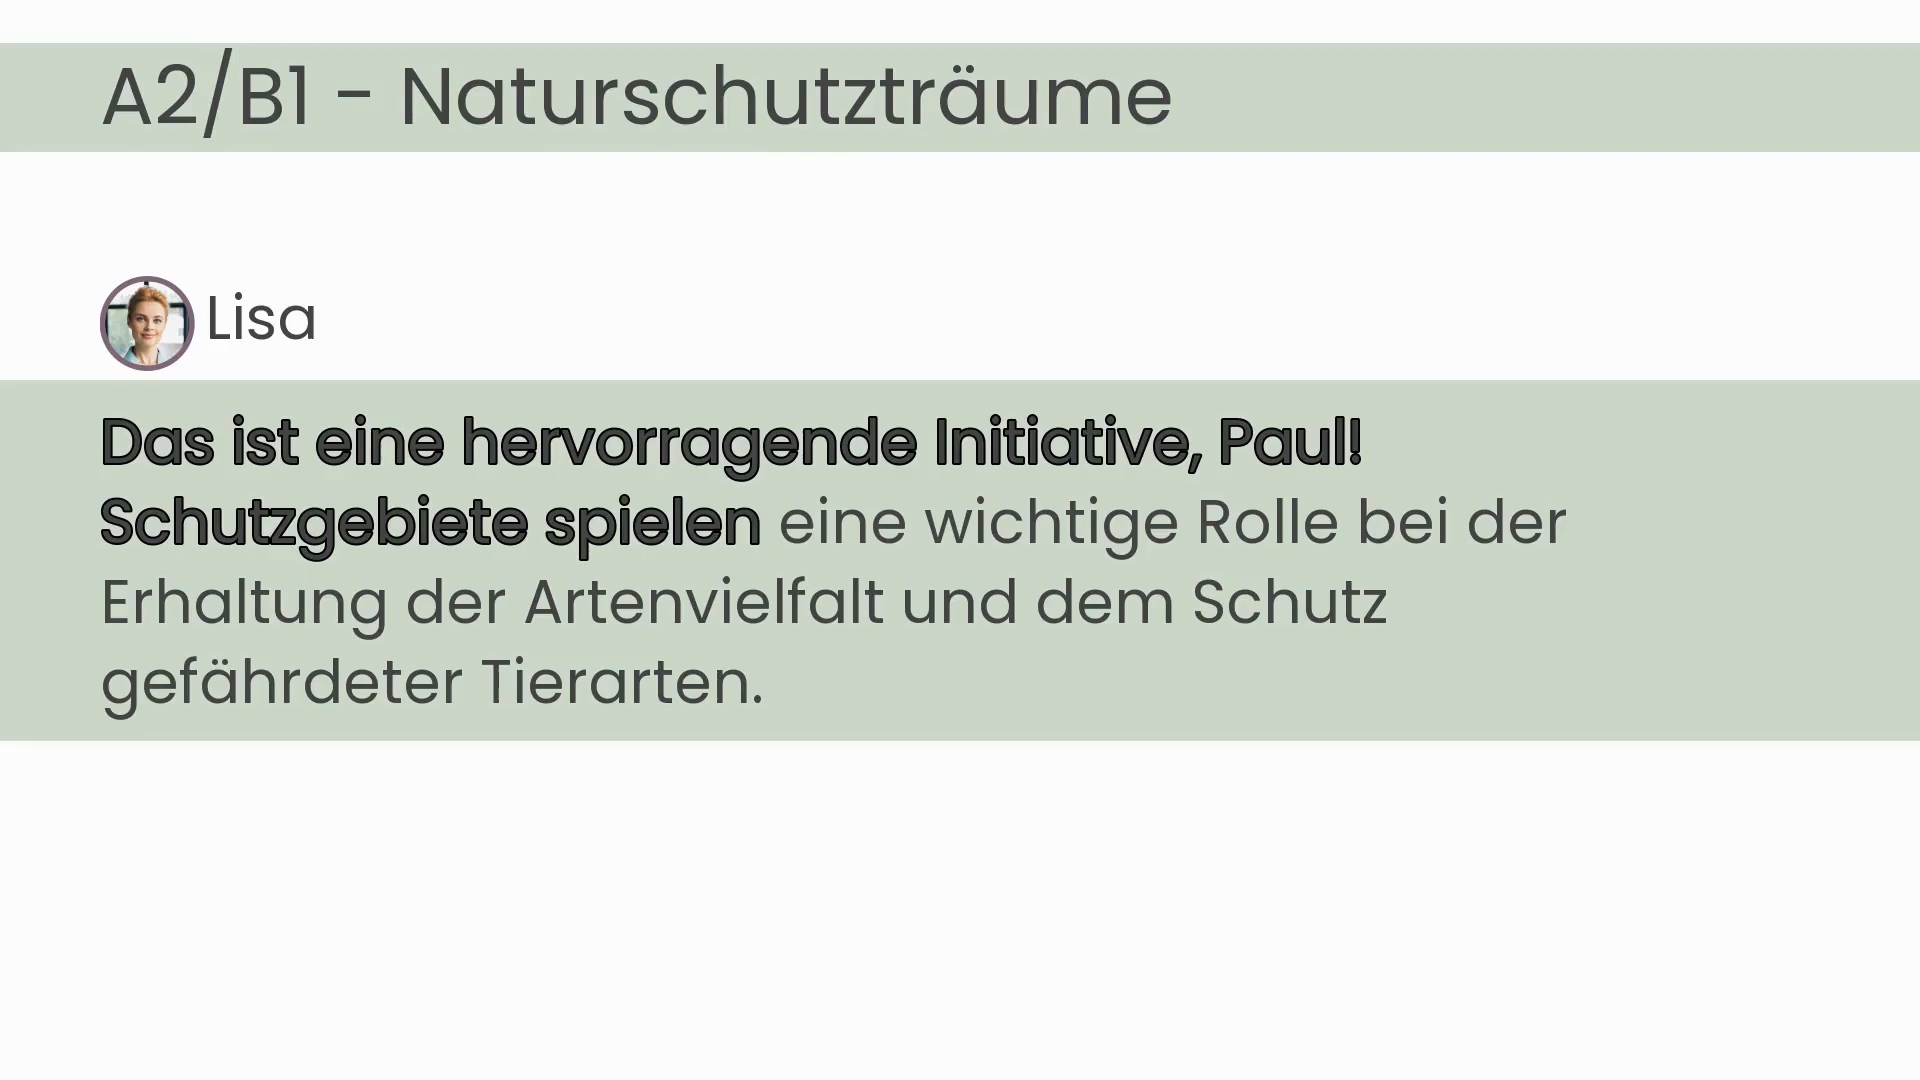 A2/B1 - Naturschutzträume
Lisa
Das ist eine hervorragende Initiative, Paul!
Schutzgebiete spielen eine wichtige Rolle bei der
Erhaltung der Artenvielfalt und dem Schutz
gefährdeter Tierarten.